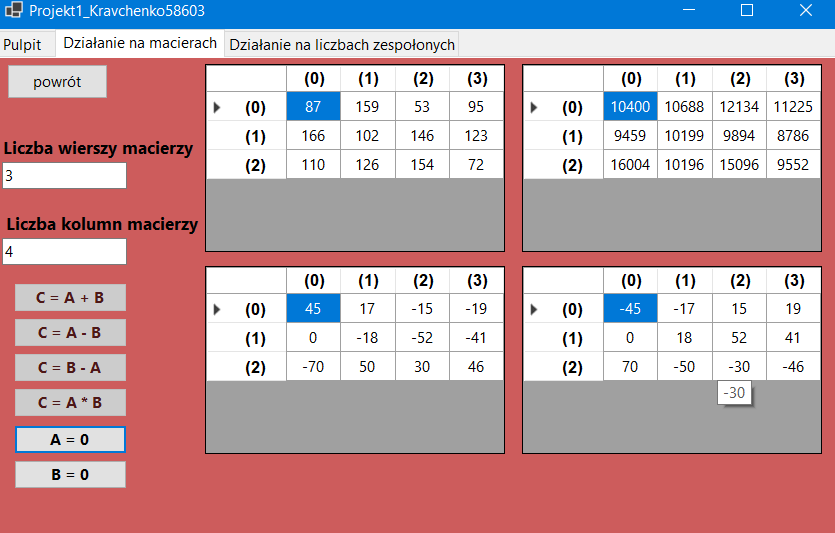 Projekt1_Kravchenko58603
Pulpit Działanie na macierach Działanie na liczbach zespołonych
powrót
Liczba wierszy macierzy
3
Liczba kolumn macierzy
4
C = A + B
C = A - B
C = B - A
C = A * B
A = 0
B = 0
(0) (1) (2) (3)
(0) 87 159 53 95
(1) 166 102 146 123
(2) 110 126 154 72
(0) (1) (2) (3)
(0) 10400 10688 12134 11225
(1) 9459 10199 9894 8786
(2) 16004 10196 15096 9552
(0) (1) (2) (3)
(0) 45 17 -15 -19
(1) 0 -18 -52 -41
(2) -70 50 30 46
(0) (1) (2) (3)
(0) -45 -17 15 19
(1) 0 18 52 41
(2) 70 -50 -30 -46
-30